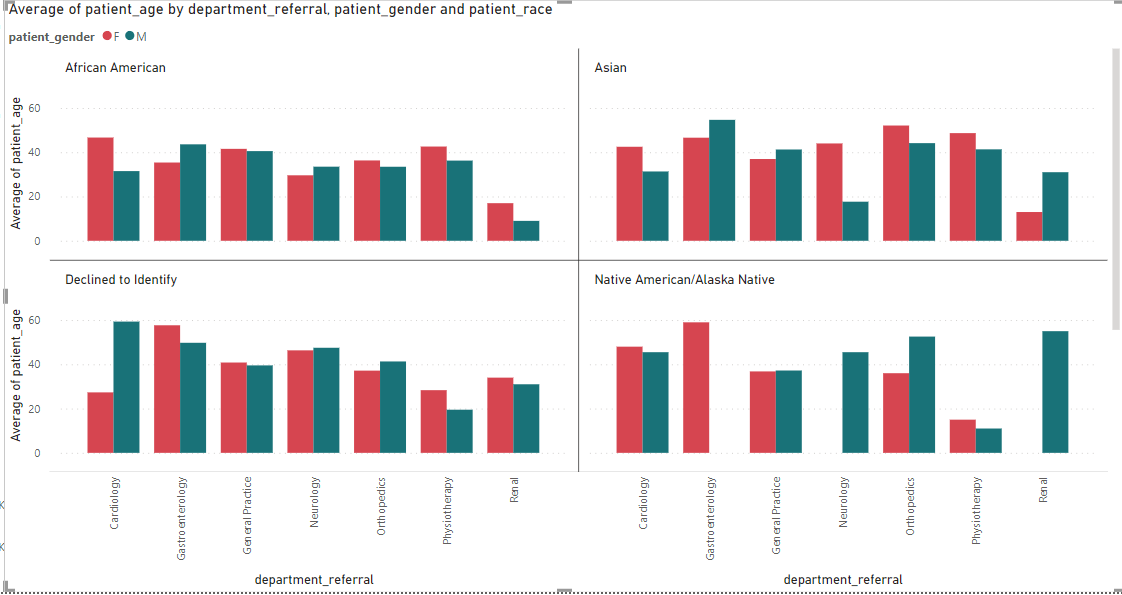 Average of patient_age by department_referral, patient_gender and patient_race
patient_gender F M
African American
Asian
Average of patient_age
60
40
20
0
Declined to Identify
Native American/Alaska Native
Average of patient_age
60
40
20
0
Cardiology
Gastroenterology
General Practice
Neurology
Orthopedics
Physiotherapy
Renal
Cardiology
Gastroenterology
General Practice
Neurology
Orthopedics
Physiotherapy
Renal
K
K
department_referral
department_referral